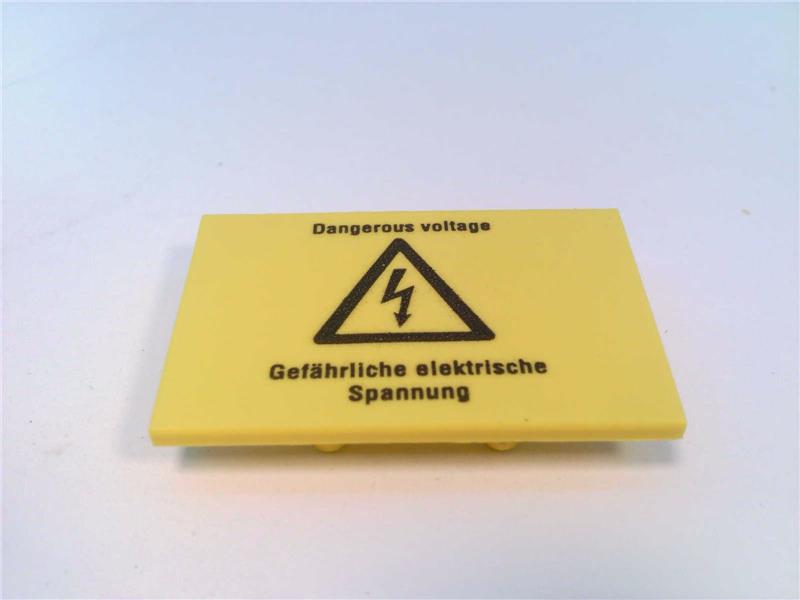 Dangerous voltage
Gefährliche elektrische
Spannung